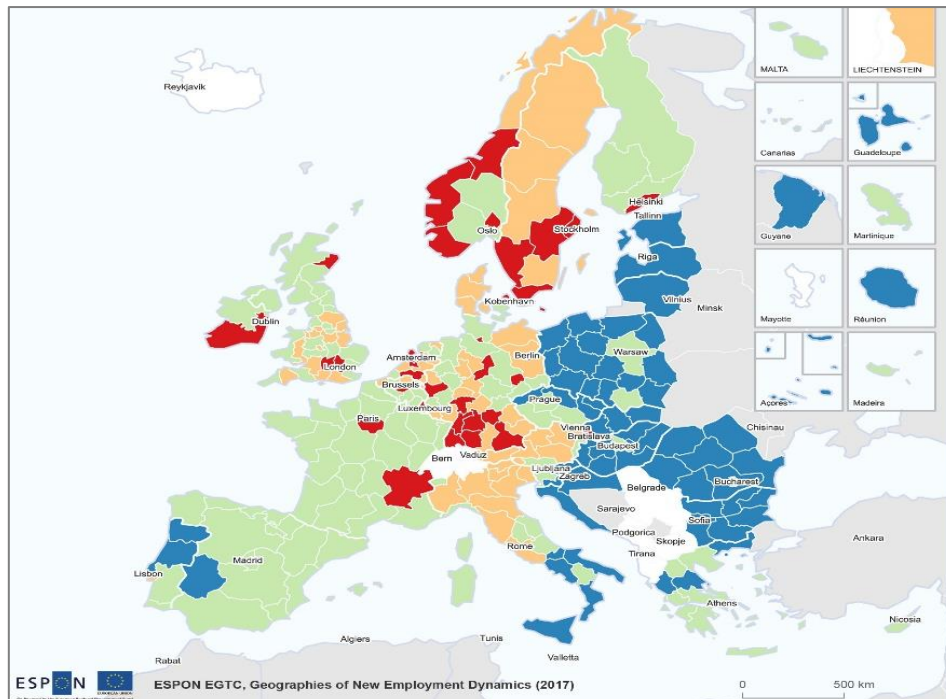 Reykjavik
MALTA
LIECHTENSTEIN
Canarias
Guadeloupe
Guyane
Martinique
Mayotte
Réunion
Açores
Madeira
Helsinki
Tallinn
Oslo
Stockholm
Riga
Vilnius
Minsk
Kobenhavn
Dublin
London
Amsterdam
Berlin
Warsaw
Brussels
Luxembourg
Prague
Paris
Vienna
Bratislava
Budapest
Chisinau
Bern
Vaduz
Ljubljana
Zagreb
Belgrade
Bucharest
Sarajevo
Sofia
Podgorica
Skopje
Tirana
Rome
Madrid
Lisbon
Ankara
Athens
Nicosia
Algiers
Tunis
Valletta
Rabat
ESPON
ESPON EGTC, Geographies of New Employment Dynamics (2017)
0 500 km